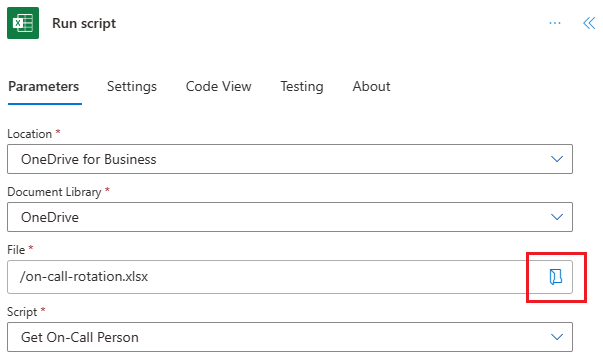 Run script
Parameters Settings Code View Testing About
Location *
OneDrive for Business
Document Library *
OneDrive
File *
/on-call-rotation.xlsx
Script *
Get On-Call Person